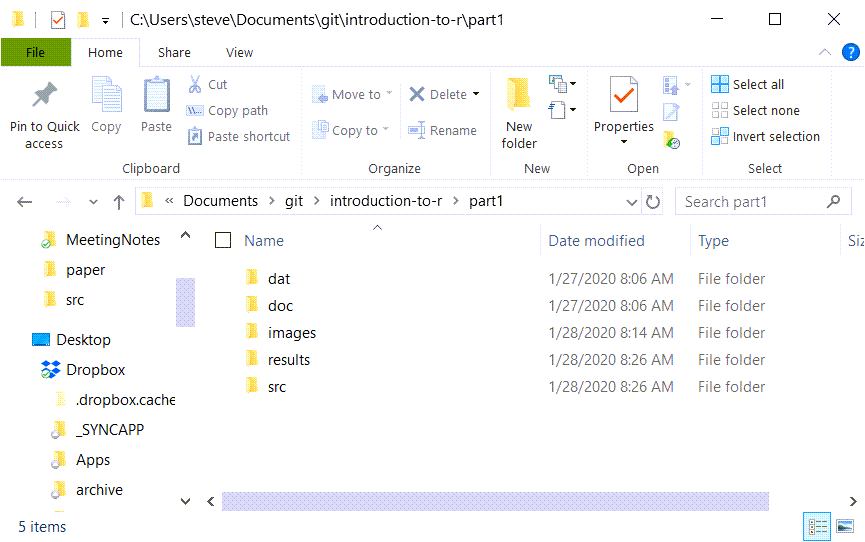 C:\Users\steve\Documents\git\introduction-to-r\part1
File Home Share View
Pin to Quick access
Copy
Paste
Cut
Copy path
Paste shortcut
Clipboard
Move to
Copy to
Delete
Rename
Organize
New folder
New
Properties
Open
Select all
Select none
Invert selection
Select
« Documents > git > introduction-to-r > part1
Search part1
MeetingNotes
paper
src
Desktop
Dropbox
.dropbox.cache
_SYNCAPP
Apps
archive
Name Date modified Type Siz
dat 1/27/2020 8:06 AM File folder
doc 1/27/2020 8:06 AM File folder
images 1/28/2020 8:14 AM File folder
results 1/28/2020 8:26 AM File folder
src 1/28/2020 8:26 AM File folder
5 items